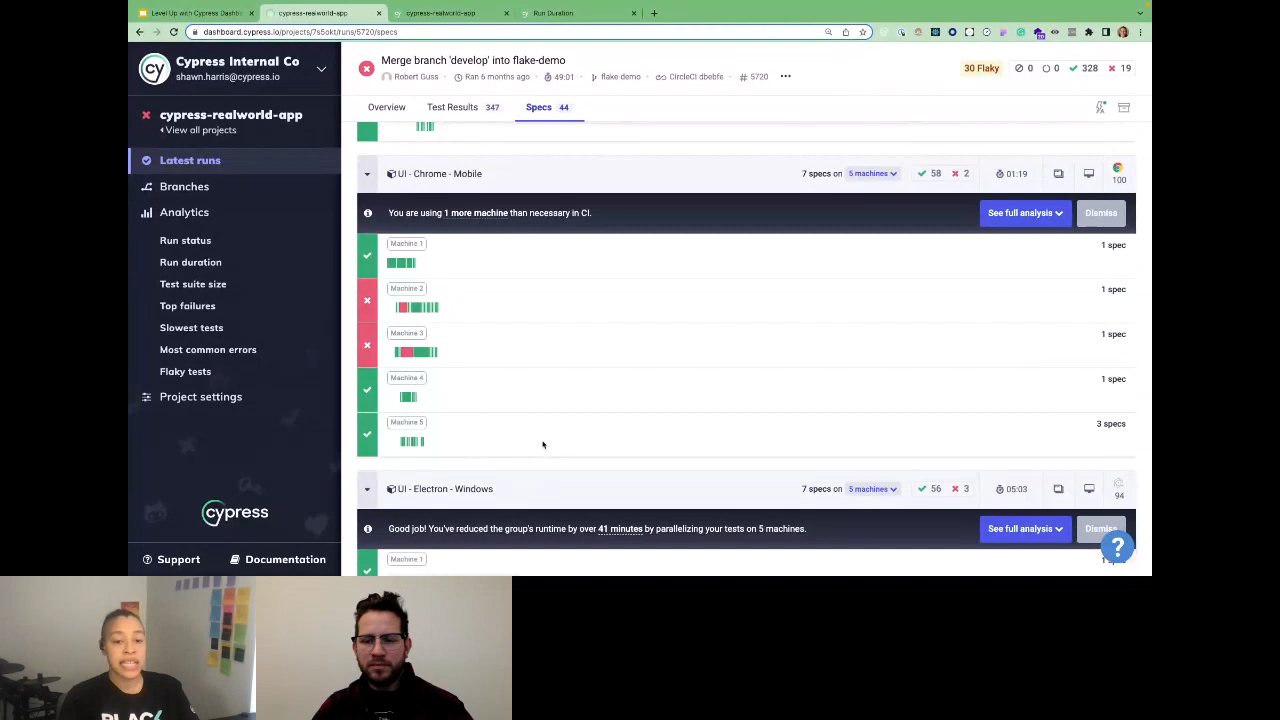 Level Up with Cypress Dashb
cypress-realworld-app
cypress-realworld-app
Run Duration
dashboard.cypress.io/projects/7s5okt/runs/5720/specs
cy
Cypress Internal Co
shawn.harris@cypress.io
Merge branch 'develop' into flake-demo
Robert Guss
Ran 6 months ago
49:01
flake-demo
CircleCI dbebfe
# 5720
30 Flaky
0
0
328
19
cypress-realworld-app
View all projects
Overview
Test Results 347
Specs 44
Latest runs
Branches
Analytics
Run status
Run duration
Test suite size
Top failures
Slowest tests
Most common errors
Flaky tests
Project settings
cypress
Support
Documentation
UI - Chrome - Mobile
7 specs on 5 machines
58
2
01:19
100
You are using 1 more machine than necessary in CI.
See full analysis
Dismiss
Machine 1
1 spec
Machine 2
1 spec
Machine 3
1 spec
Machine 4
1 spec
Machine 5
3 specs
UI - Electron - Windows
7 specs on 5 machines
56
3
05:03
94
Good job! You've reduced the group's runtime by over 41 minutes by parallelizing your tests on 5 machines.
See full analysis
Dismiss
Machine 1
?